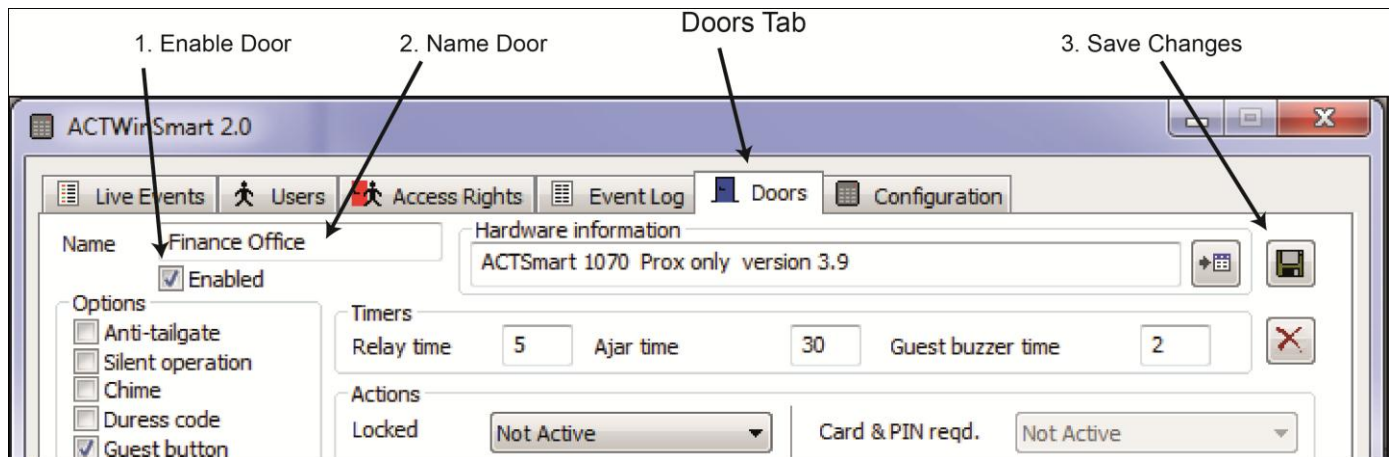 Doors Tab
1. Enable Door
2. Name Door
3. Save Changes
ACTWinSmart 2.0
Live Events
Users
Access Rights
Event Log
Doors
Configuration
Name
Finance Office
Enabled
Hardware information
ACTSmart 1070 Prox only version 3.9
Options
Anti-tailgate
Silent operation
Chime
Duress code
Guest button
Timers
Relay time 5 Ajar time 30 Guest buzzer time 2
Actions
Locked Not Active Card & PIN reqd. Not Active